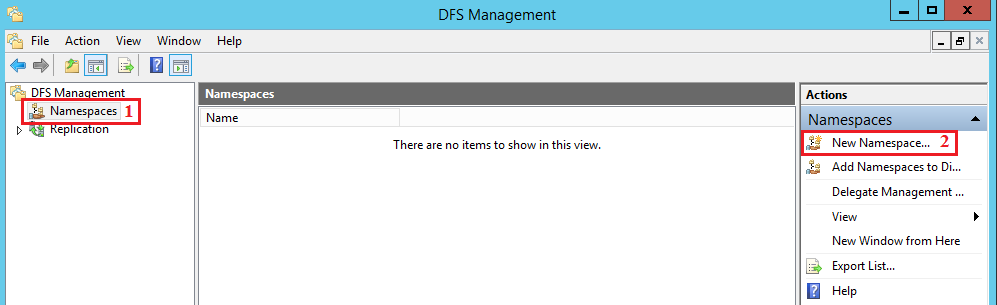 DFS Management
File Action View Window Help
DFS Management
Namespaces 1
Replication
Namespaces
Name
There are no items to show in this view.
Actions
Namespaces
New Namespace... 2
Add Namespaces to Di...
Delegate Management ...
View
New Window from Here
Export List...
Help